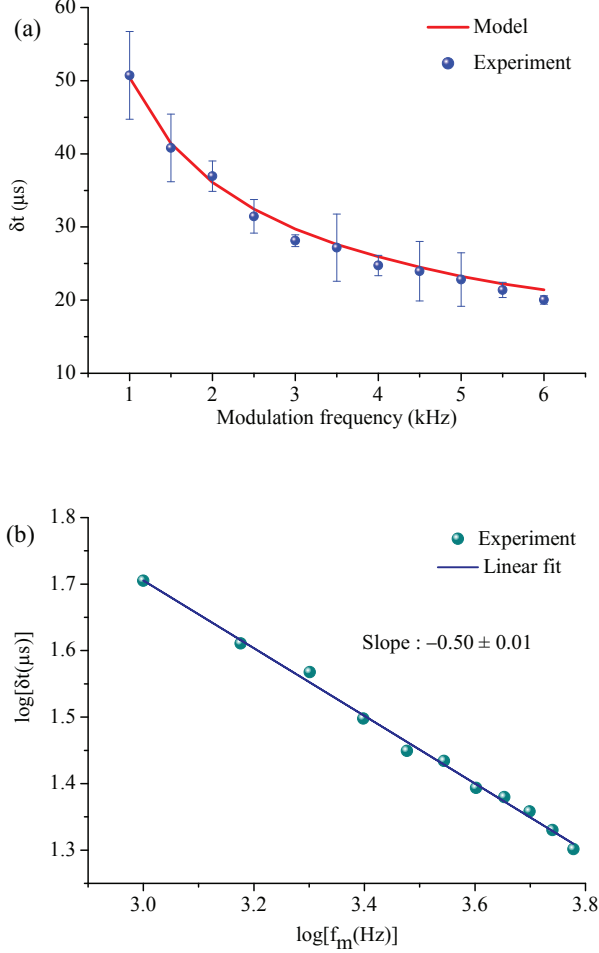 (a)
60
50
40
30
20
10
δt (μs)
Model
Experiment
1 2 3 4 5 6
Modulation frequency (kHz)
(b)
1.8
1.7
1.6
1.5
1.4
1.3
log[δt(μs)]
Experiment
Linear fit
Slope : −0.50 ± 0.01
3.0 3.2 3.4 3.6 3.8
log[fm(Hz)]